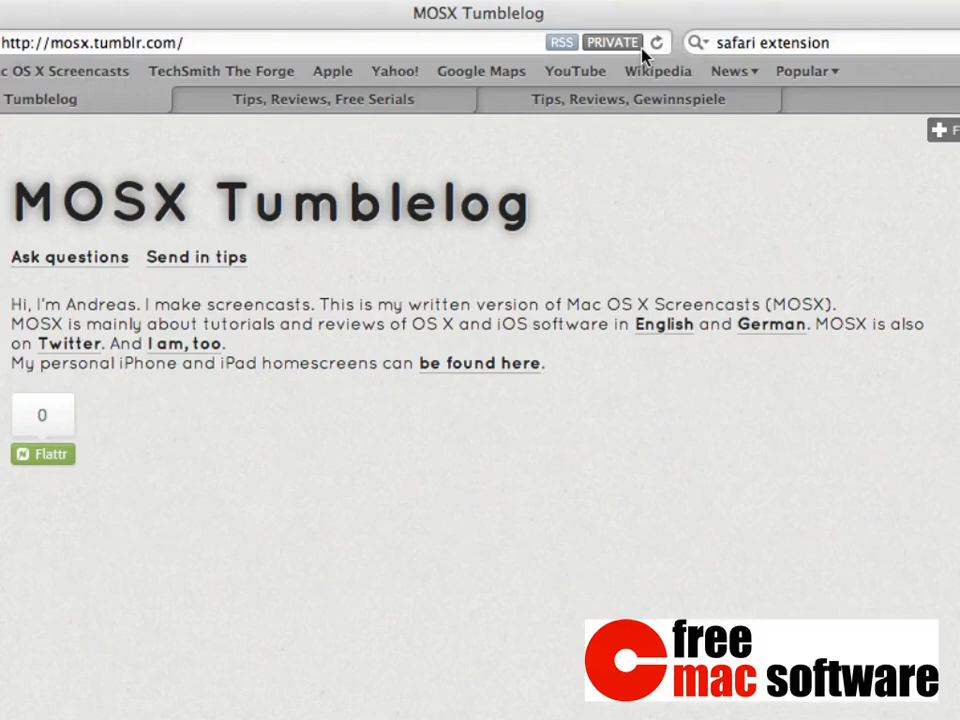 MOSX Tumblelog
http://mosx.tumblr.com/ RSS PRIVATE safari extension
c OS X Screencasts TechSmith The Forge Apple Yahoo! Google Maps YouTube Wikipedia News Popular
Tumblelog Tips, Reviews, Free Serials Tips, Reviews, Gewinnspiele
F
MOSX Tumblelog
Ask questions Send in tips
Hi, I'm Andreas. I make screencasts. This is my written version of Mac OS X Screencasts (MOSX).
MOSX is mainly about tutorials and reviews of OS X and iOS software in English and German. MOSX is also
on Twitter. And I am, too.
My personal iPhone and iPad homescreens can be found here.
0
Flattr
free
mac software